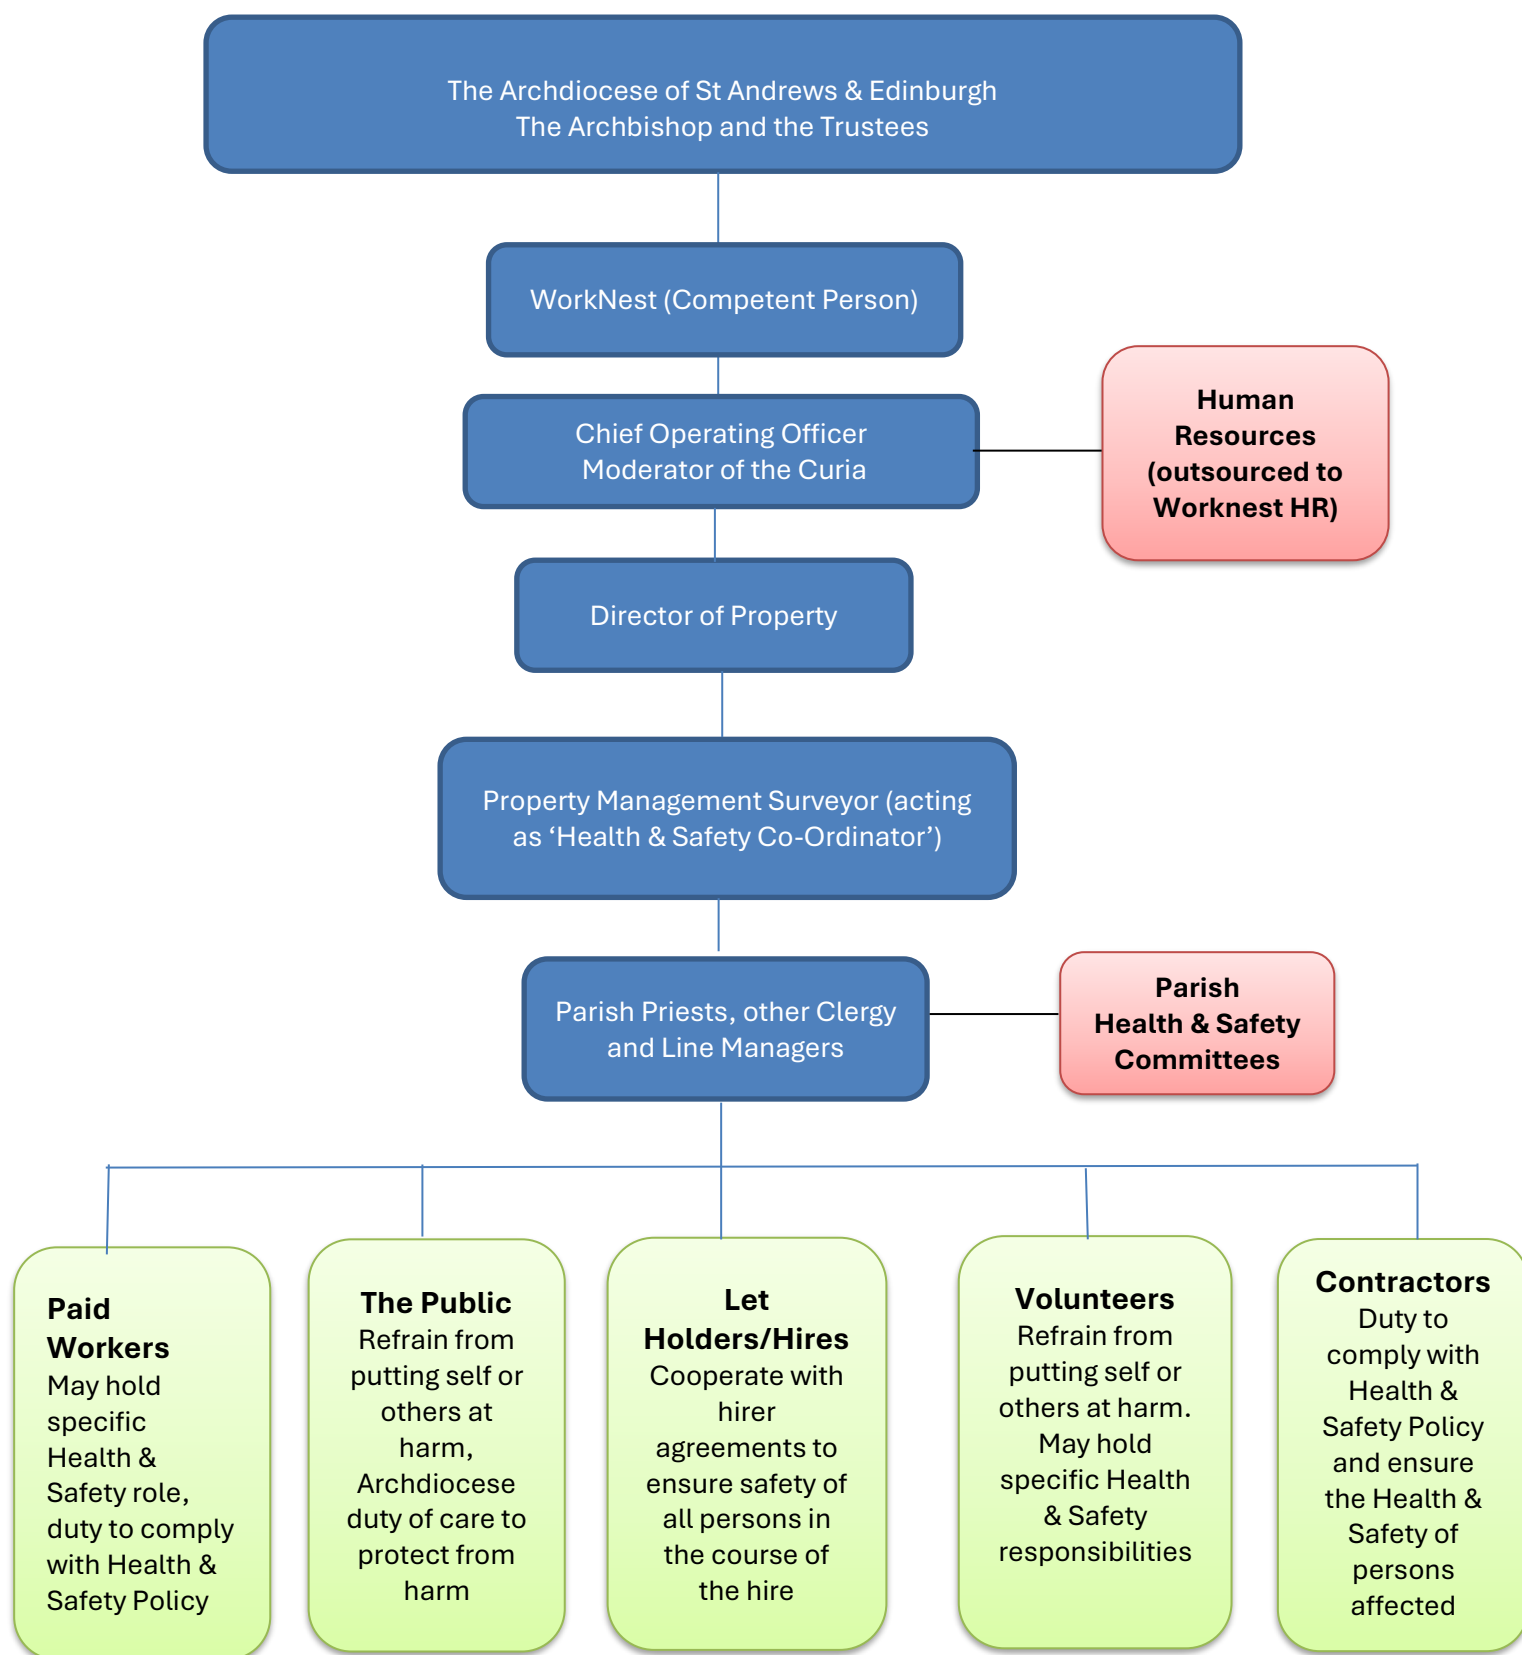 The Archdiocese of St Andrews & Edinburgh
The Archbishop and the Trustees
WorkNest (Competent Person)
Chief Operating Officer
Moderator of the Curia
Human
Resources
(outsourced to
Worknest HR)
Director of Property
Property Management Surveyor (acting
as ‘Health & Safety Co-Ordinator’)
Parish Priests, other Clergy
and Line Managers
Parish
Health & Safety
Committees
Paid
Workers
May hold
specific
Health &
Safety role,
duty to comply
with Health &
Safety Policy
The Public
Refrain from
putting self or
others at
harm,
Archdiocese
duty of care to
protect from
harm
Let
Holders/Hires
Cooperate with
hirer
agreements to
ensure safety of
all persons in
the course of
the hire
Volunteers
Refrain from
putting self or
others at harm.
May hold
specific Health
& Safety
responsibilities
Contractors
Duty to
comply with
Health &
Safety Policy
and ensure
the Health &
Safety of
persons
affected